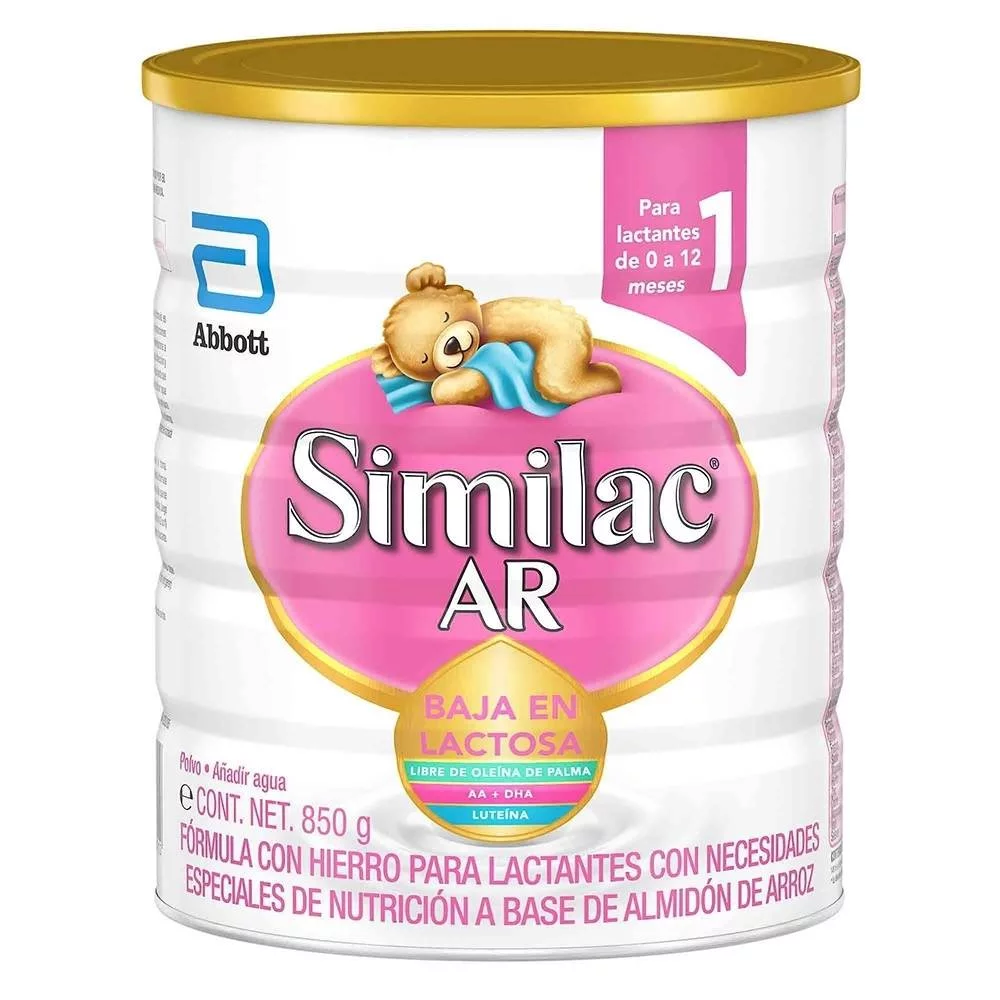 Abbott
Para
lactantes
de 0 a 12
meses
1
Similac®
AR
BAJA EN
LACTOSA
LIBRE DE OLEÍNA DE PALMA
AA + DHA
LUTEÍNA
Polvo • Añadir agua
℮ CONT. NET. 850 g
FÓRMULA CON HIERRO PARA LACTANTES CON NECESIDADES
ESPECIALES DE NUTRICIÓN A BASE DE ALMIDÓN DE ARROZ